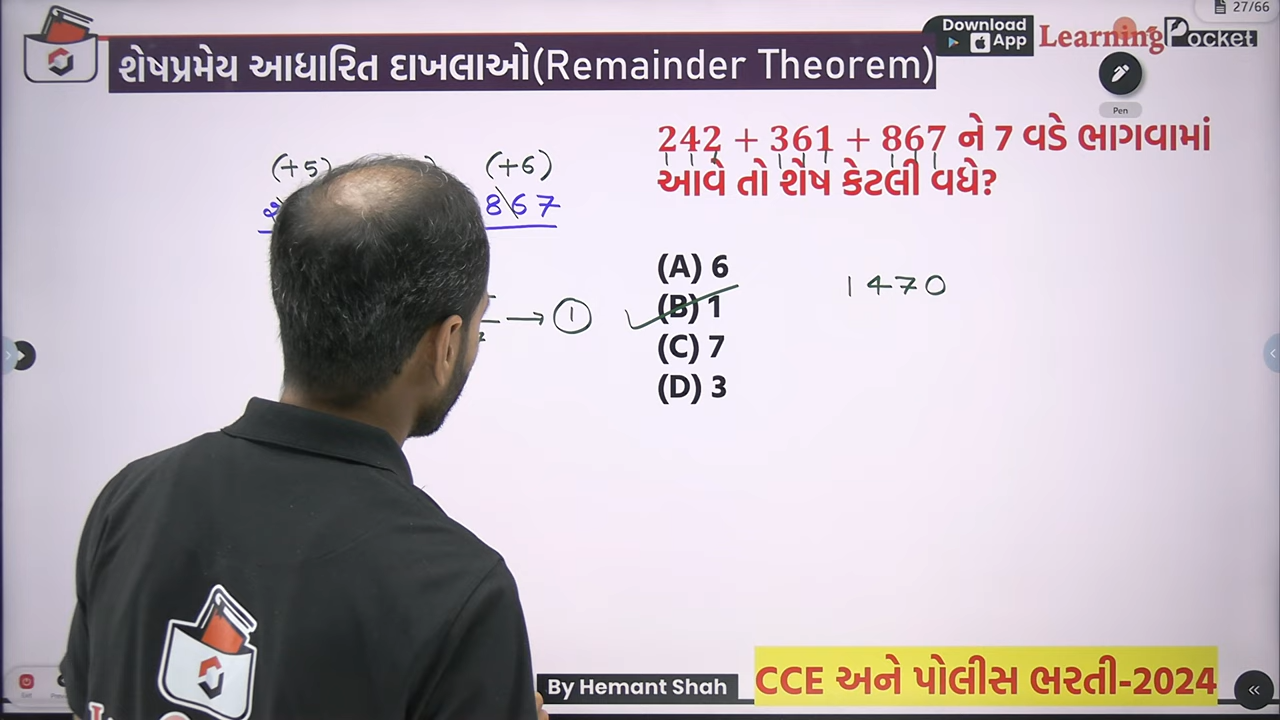 27/66
Download
App
Learning Pocket
શેષપ્રમેય આધારિત દાખલાઓ(Remainder Theorem)
Pen
242 + 361 + 867 ને 7 વડે ભાગવામાં
આવે તો શેષ કેટલી વધે?
(+5) (+6)
867
(A) 6
1470
(B) 1
→ 1
(C) 7
(D) 3
Exit
By Hemant Shah
CCE અને પોલીસ ભરતી-2024